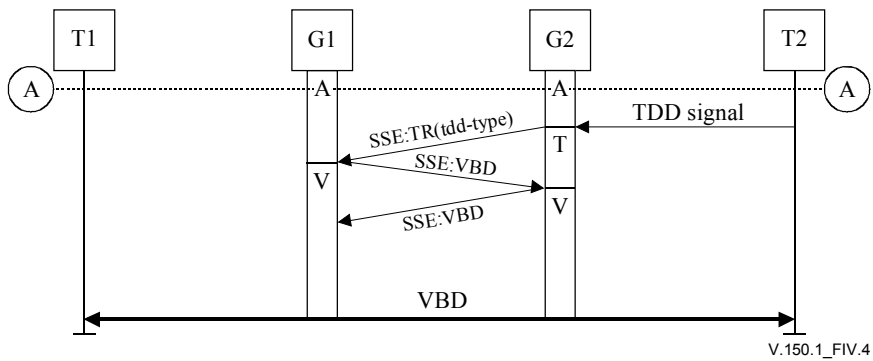 T1 G1 G2 T2
A A A A
TDD signal
SSE:TR(tdd-type)
T
SSE:VBD
V
V
SSE:VBD
VBD
V.150.1_FIV.4